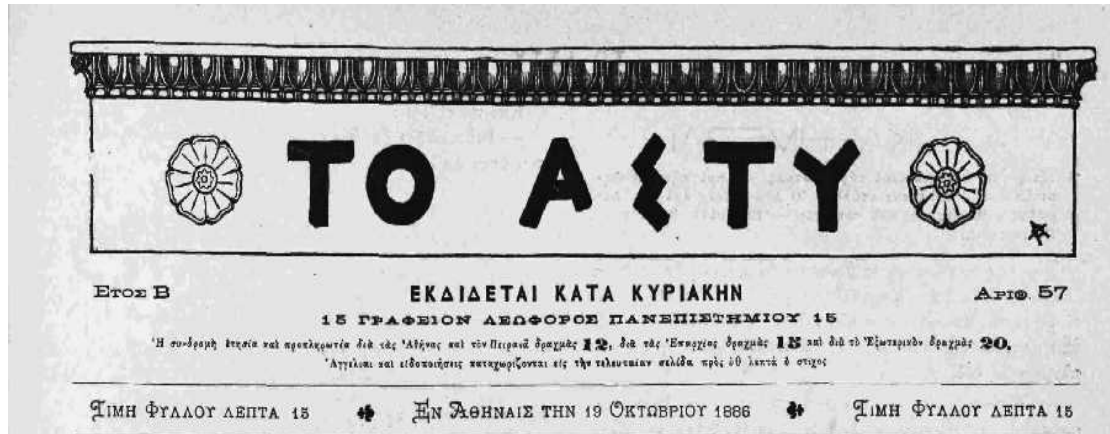 ΤΟ ΑΣΤΥ
ΕΤΟΣ Β ΕΚΔΙΔΕΤΑΙ ΚΑΤΑ ΚΥΡΙΑΚΗΝ ΑΡΙΘ. 57
15 ΓΡΑΦΕΙΟΝ ΛΕΩΦΟΡΟΣ ΠΑΝΕΠΙΣΤΗΜΙΟΥ 15
Ἡ συνδρομὴ ἐτησία καὶ προπληρωτέα διὰ τὰς Ἀθήνας καὶ τὸν Πειραιᾶ δραχμὰς 12, διὰ τὰς Ἐπαρχίας δραχμὰς 15 καὶ διὰ τὸ Ἐξωτερικὸν δραχμὰς 20.
Ἀγγελίαι καὶ εἰδοποιήσεις καταχωρίζονται εἰς τὴν τελευταίαν σελίδα πρὸς λεπτὰ ὁ στίχος
ΤΙΜΗ ΦΥΛΛΟΥ ΛΕΠΤΑ 15 ΕΝ ΑΘΗΝΑΙΣ ΤΗΝ 19 ΟΚΤΩΒΡΙΟΥ 1886 ΤΙΜΗ ΦΥΛΛΟΥ ΛΕΠΤΑ 15